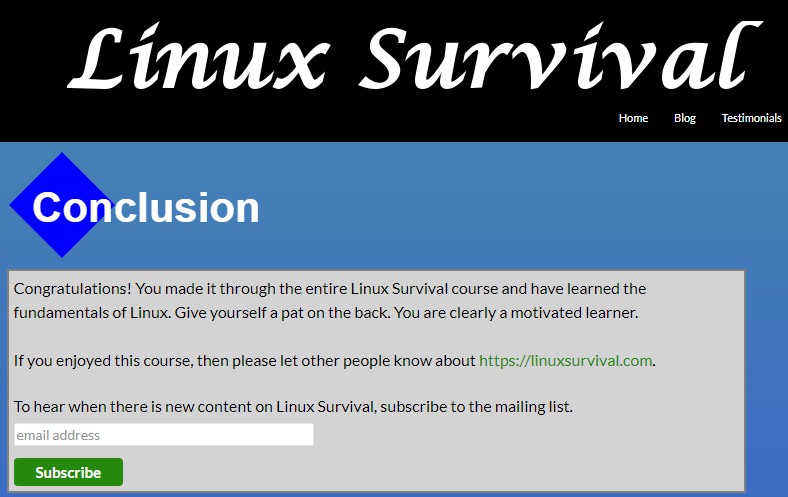 Linux Survival
Home Blog Testimonials
Conclusion
Congratulations! You made it through the entire Linux Survival course and have learned the
fundamentals of Linux. Give yourself a pat on the back. You are clearly a motivated learner.
If you enjoyed this course, then please let other people know about https://linuxsurvival.com.
To hear when there is new content on Linux Survival, subscribe to the mailing list.
email address
Subscribe